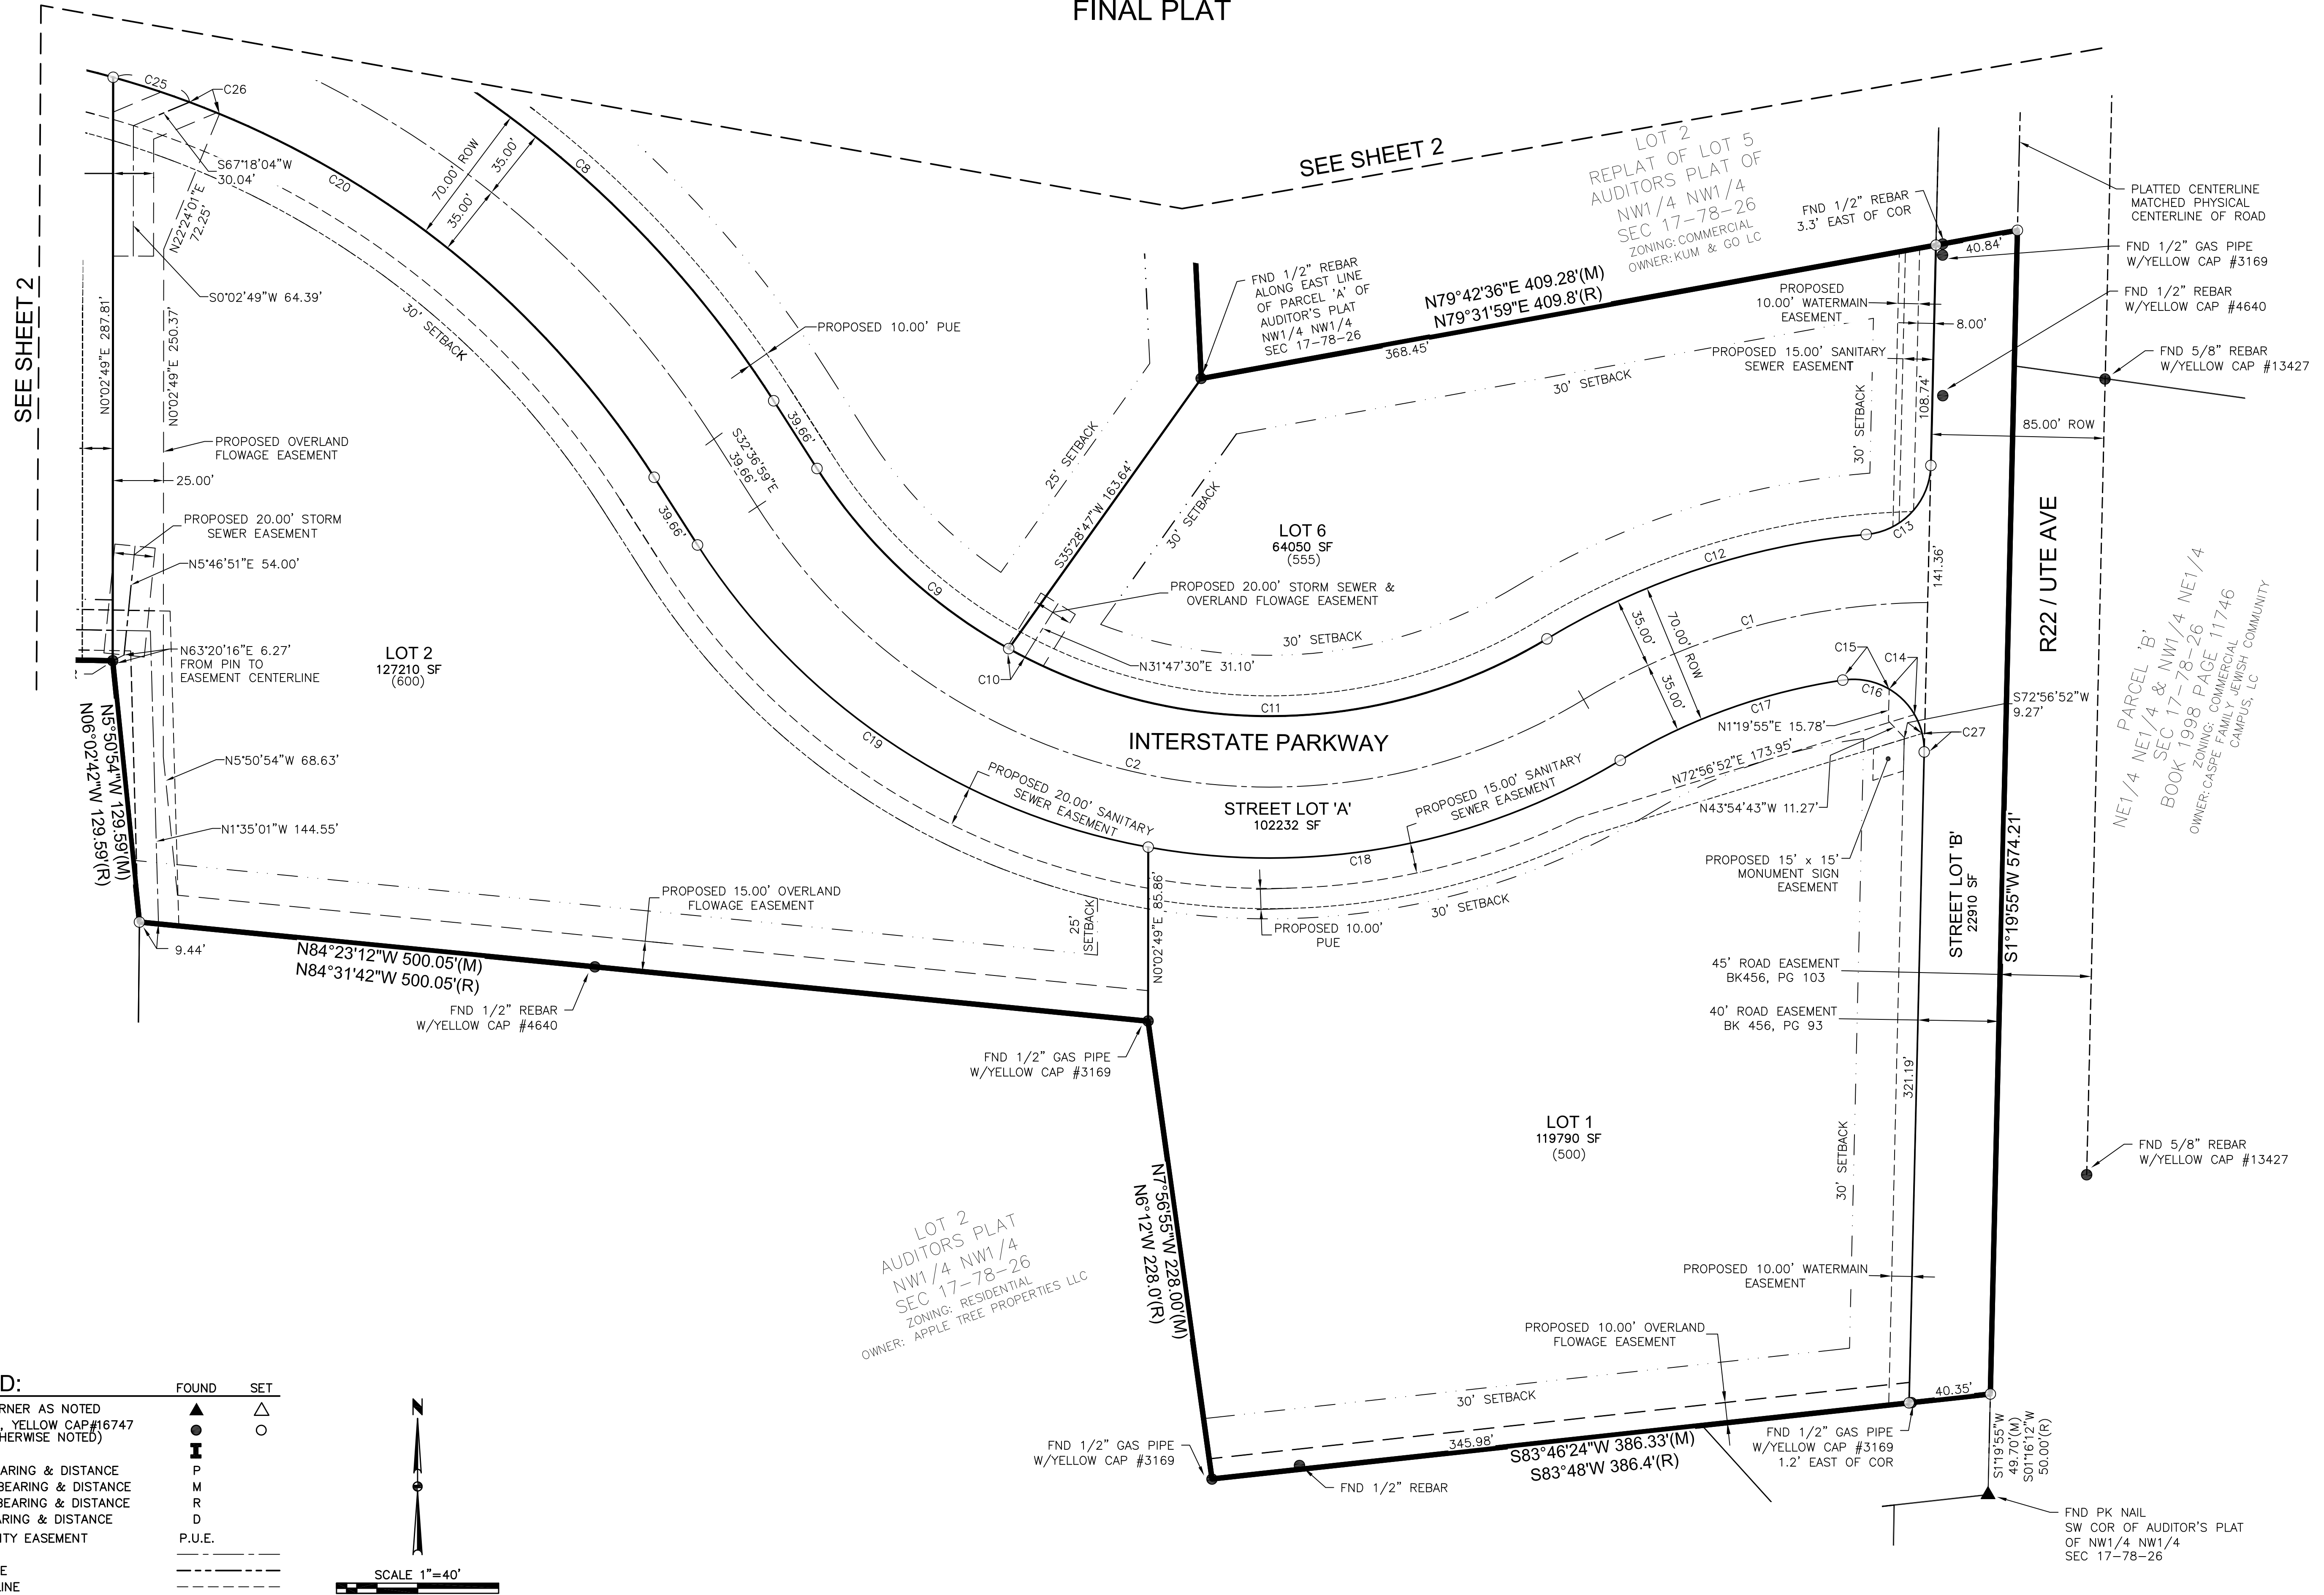 FINAL PLAT
SEE SHEET 2
SEE SHEET 2
C25
C26
C20
C8
70.00' ROW
35.00'
35.00'
S67°18'04"W
30.04'
N22°24'01"E
72.25'
S0°02'49"W 64.39'
N0°02'49"E 287.81'
N0°02'49"E 250.37'
30' SETBACK
PROPOSED 10.00' PUE
PROPOSED OVERLAND
FLOWAGE EASEMENT
25.00'
PROPOSED 20.00' STORM
SEWER EASEMENT
N5°46'51"E 54.00'
39.66'
39.66'
S32°36'59"E
39.66'
N63°20'16"E 6.27'
FROM PIN TO
EASEMENT CENTERLINE
LOT 2
127210 SF
(600)
N5°50'54"W 129.59'(M)
N06°02'42"W 129.59'(R)
N5°50'54"W 68.63'
N1°35'01"W 144.55'
9.44'
C19
C9
C10
C11
C2
FND 1/2" REBAR
ALONG EAST LINE
OF PARCEL 'A' OF
AUDITOR'S PLAT
NW1/4 NW1/4
SEC 17-78-26
N79°42'36"E 409.28'(M)
N79°31'59"E 409.8'(R)
368.45'
LOT 2
REPLAT OF LOT 5
AUDITORS PLAT OF
NW1/4 NW1/4
SEC 17-78-26
ZONING: COMMERCIAL
OWNER: KUM & GO LC
FND 1/2" REBAR
3.3' EAST OF COR
40.84'
PLATTED CENTERLINE
MATCHED PHYSICAL
CENTERLINE OF ROAD
FND 1/2" GAS PIPE
W/YELLOW CAP #3169
FND 1/2" REBAR
W/YELLOW CAP #4640
FND 5/8" REBAR
W/YELLOW CAP #13427
PROPOSED
10.00' WATERMAIN
EASEMENT
8.00'
PROPOSED 15.00' SANITARY
SEWER EASEMENT
30' SETBACK
30' SETBACK
108.74'
85.00' ROW
25' SETBACK
S35°28'47"W 163.64'
30' SETBACK
LOT 6
64050 SF
(555)
PROPOSED 20.00' STORM SEWER &
OVERLAND FLOWAGE EASEMENT
30' SETBACK
N31°47'30"E 31.10'
C12
C13
141.36'
R22 / UTE AVE
PARCEL 'B'
NE1/4 NE1/4 & NW1/4 NE1/4
SEC 17-78-26
BOOK 1998 PAGE 11746
ZONING: COMMERCIAL
OWNER: CASPE FAMILY JEWISH COMMUNITY
CAMPUS, LC
C1
35.00'
70.00' ROW
35.00'
C15
C14
C16
C17
S72°56'52"W
9.27'
N1°19'55"E 15.78'
C27
N72°56'52"E 173.95'
N43°54'43"W 11.27'
INTERSTATE PARKWAY
STREET LOT 'A'
102232 SF
PROPOSED 20.00' SANITARY
SEWER EASEMENT
PROPOSED 15.00' SANITARY
SEWER EASEMENT
C18
PROPOSED 15' x 15'
MONUMENT SIGN
EASEMENT
STREET LOT 'B'
22910 SF
S1°19'55"W 574.21'
PROPOSED 15.00' OVERLAND
FLOWAGE EASEMENT
25'
SETBACK
N0°02'49"E 85.86'
PROPOSED 10.00'
PUE
30' SETBACK
N84°23'12"W 500.05'(M)
N84°31'42"W 500.05'(R)
FND 1/2" REBAR
W/YELLOW CAP #4640
FND 1/2" GAS PIPE
W/YELLOW CAP #3169
45' ROAD EASEMENT
BK456, PG 103
40' ROAD EASEMENT
BK 456, PG 93
321.19'
LOT 1
119790 SF
(500)
30' SETBACK
FND 5/8" REBAR
W/YELLOW CAP #13427
N7°56'55"W 228.00'(M)
N6°12'W 228.0'(R)
LOT 2
AUDITORS PLAT
NW1/4 NW1/4
SEC 17-78-26
ZONING: RESIDENTIAL
OWNER: APPLE TREE PROPERTIES LLC
PROPOSED 10.00' WATERMAIN
EASEMENT
PROPOSED 10.00' OVERLAND
FLOWAGE EASEMENT
30' SETBACK
40.35'
FND 1/2" GAS PIPE
W/YELLOW CAP #3169
345.98'
S83°46'24"W 386.33'(M)
S83°48'W 386.4'(R)
FND 1/2" REBAR
FND 1/2" GAS PIPE
W/YELLOW CAP #3169
1.2' EAST OF COR
S1°19'55"W
49.70'(M)
S01°16'12"W
50.00'(R)
FND PK NAIL
SW COR OF AUDITOR'S PLAT
OF NW1/4 NW1/4
SEC 17-78-26
D:
FOUND SET
RNER AS NOTED
, YELLOW CAP#16747
HERWISE NOTED)
ARING & DISTANCE P
BEARING & DISTANCE M
BEARING & DISTANCE R
ARING & DISTANCE D
ITY EASEMENT P.U.E.
E
LINE
N
SCALE 1"=40'